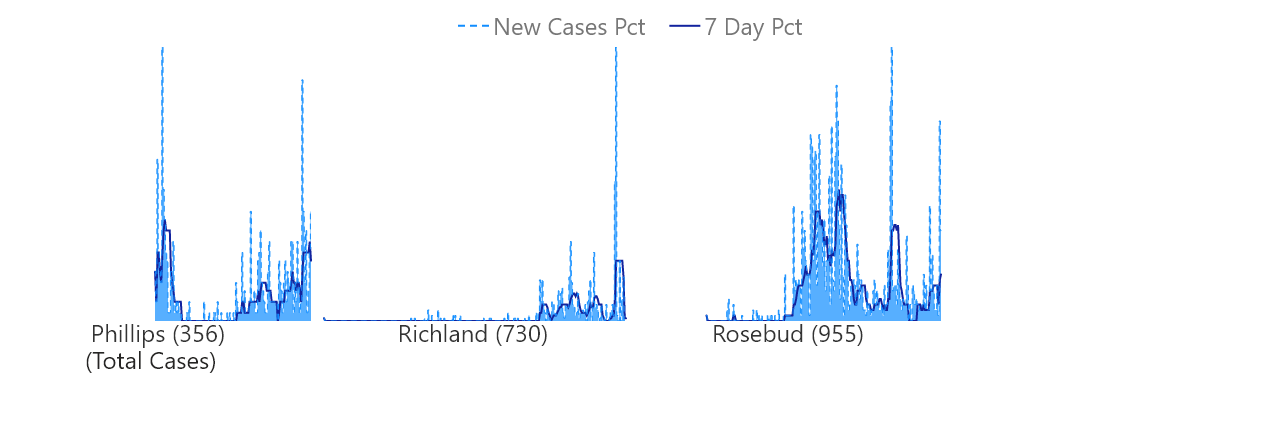 New Cases Pct 7 Day Pct
Phillips (356) Richland (730) Rosebud (955)
(Total Cases)